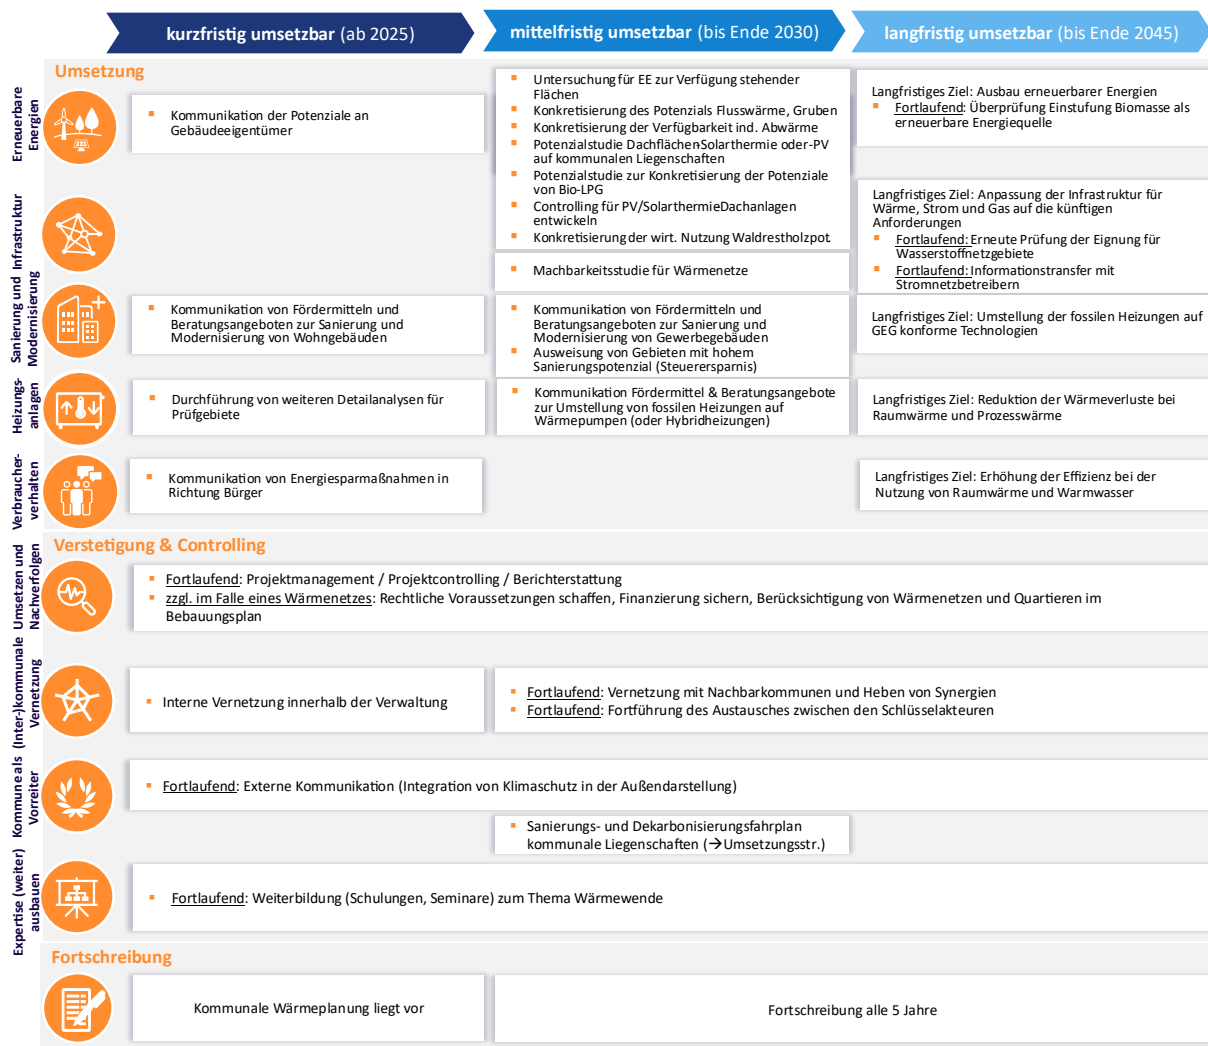 kurzfristig umsetzbar (ab 2025)
mittelfristig umsetzbar (bis Ende 2030)
langfristig umsetzbar (bis Ende 2045)
Umsetzung
Erneuerbare
Energien
Kommunikation der Potenziale an
Gebäudeeigentümer
Untersuchung für EE zur Verfügung stehender
Flächen
Konkretisierung des Potenzials Flusswärme, Gruben
Konkretisierung der Verfügbarkeit ind. Abwärme
Potenzialstudie Dachflächen-Solarthermie oder-PV
auf kommunalen Liegenschaften
Potenzialstudie zur Konkretisierung der Potenziale
von Bio-LPG
Controlling für PV/SolarthermieDachanlagen
entwickeln
Konkretisierung der wirt. Nutzung Waldrestholzpot.
Langfristiges Ziel: Ausbau erneuerbarer Energien
Fortlaufend: Überprüfung Einstufung Biomasse als
erneuerbare Energiequelle
Infrastruktur
Machbarkeitsstudie für Wärmenetze
Langfristiges Ziel: Anpassung der Infrastruktur für
Wärme, Strom und Gas auf die künftigen
Anforderungen
Fortlaufend: Erneute Prüfung der Eignung für
Wasserstoffnetzgebiete
Fortlaufend: Informationstransfer mit
Stromnetzbetreibern
Sanierung und
Modernisierung
Kommunikation von Fördermitteln und
Beratungsangeboten zur Sanierung und
Modernisierung von Wohngebäuden
Kommunikation von Fördermitteln und
Beratungsangeboten zur Sanierung und
Modernisierung von Gewerbegebäuden
Ausweisung von Gebieten mit hohem
Sanierungspotenzial (Steuerersparnis)
Langfristiges Ziel: Umstellung der fossilen Heizungen auf
GEG konforme Technologien
Heizungs-
anlagen
Durchführung von weiteren Detailanalysen für
Prüfgebiete
Kommunikation Fördermittel & Beratungsangebote
zur Umstellung von fossilen Heizungen auf
Wärmepumpen (oder Hybridheizungen)
Langfristiges Ziel: Reduktion der Wärmeverluste bei
Raumwärme und Prozesswärme
Verbraucher-
verhalten
Kommunikation von Energiesparmaßnahmen in
Richtung Bürger
Langfristiges Ziel: Erhöhung der Effizienz bei der
Nutzung von Raumwärme und Warmwasser
Verstetigung & Controlling
Umsetzen und
Nachverfolgen
Fortlaufend: Projektmanagement / Projektcontrolling / Berichterstattung
zzgl. im Falle eines Wärmenetzes: Rechtliche Voraussetzungen schaffen, Finanzierung sichern, Berücksichtigung von Wärmenetzen und Quartieren im
Bebauungsplan
(Inter-)kommunale
Vernetzung
Interne Vernetzung innerhalb der Verwaltung
Fortlaufend: Vernetzung mit Nachbarkommunen und Heben von Synergien
Fortlaufend: Fortführung des Austausches zwischen den Schlüsselakteuren
Kommune als
Vorreiter
Fortlaufend: Externe Kommunikation (Integration von Klimaschutz in der Außendarstellung)
Sanierungs- und Dekarbonisierungsfahrplan
kommunale Liegenschaften (→Umsetzungsstr.)
Expertise (weiter)
ausbauen
Fortlaufend: Weiterbildung (Schulungen, Seminare) zum Thema Wärmewende
Fortschreibung
Kommunale Wärmeplanung liegt vor
Fortschreibung alle 5 Jahre